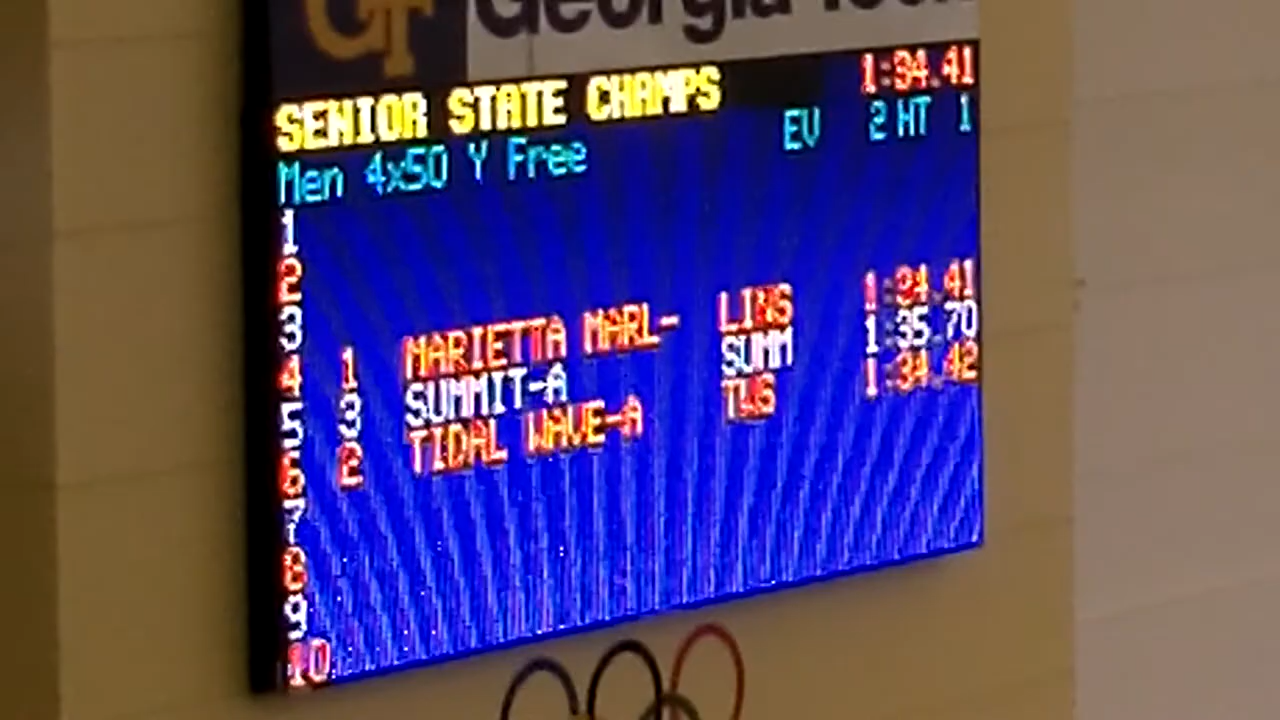 GT Georgia Tech
SENIOR STATE CHAMPS 1:34.41
Men 4x50 Y Free EV 2 HT 1
1
2
3
4 1 MARIETTA MARL- LINS 1:34.41
5 3 SUMMIT-A SUMM 1:35.70
6 2 TIDAL WAVE-A TWS 1:34.42
7
8
9
10